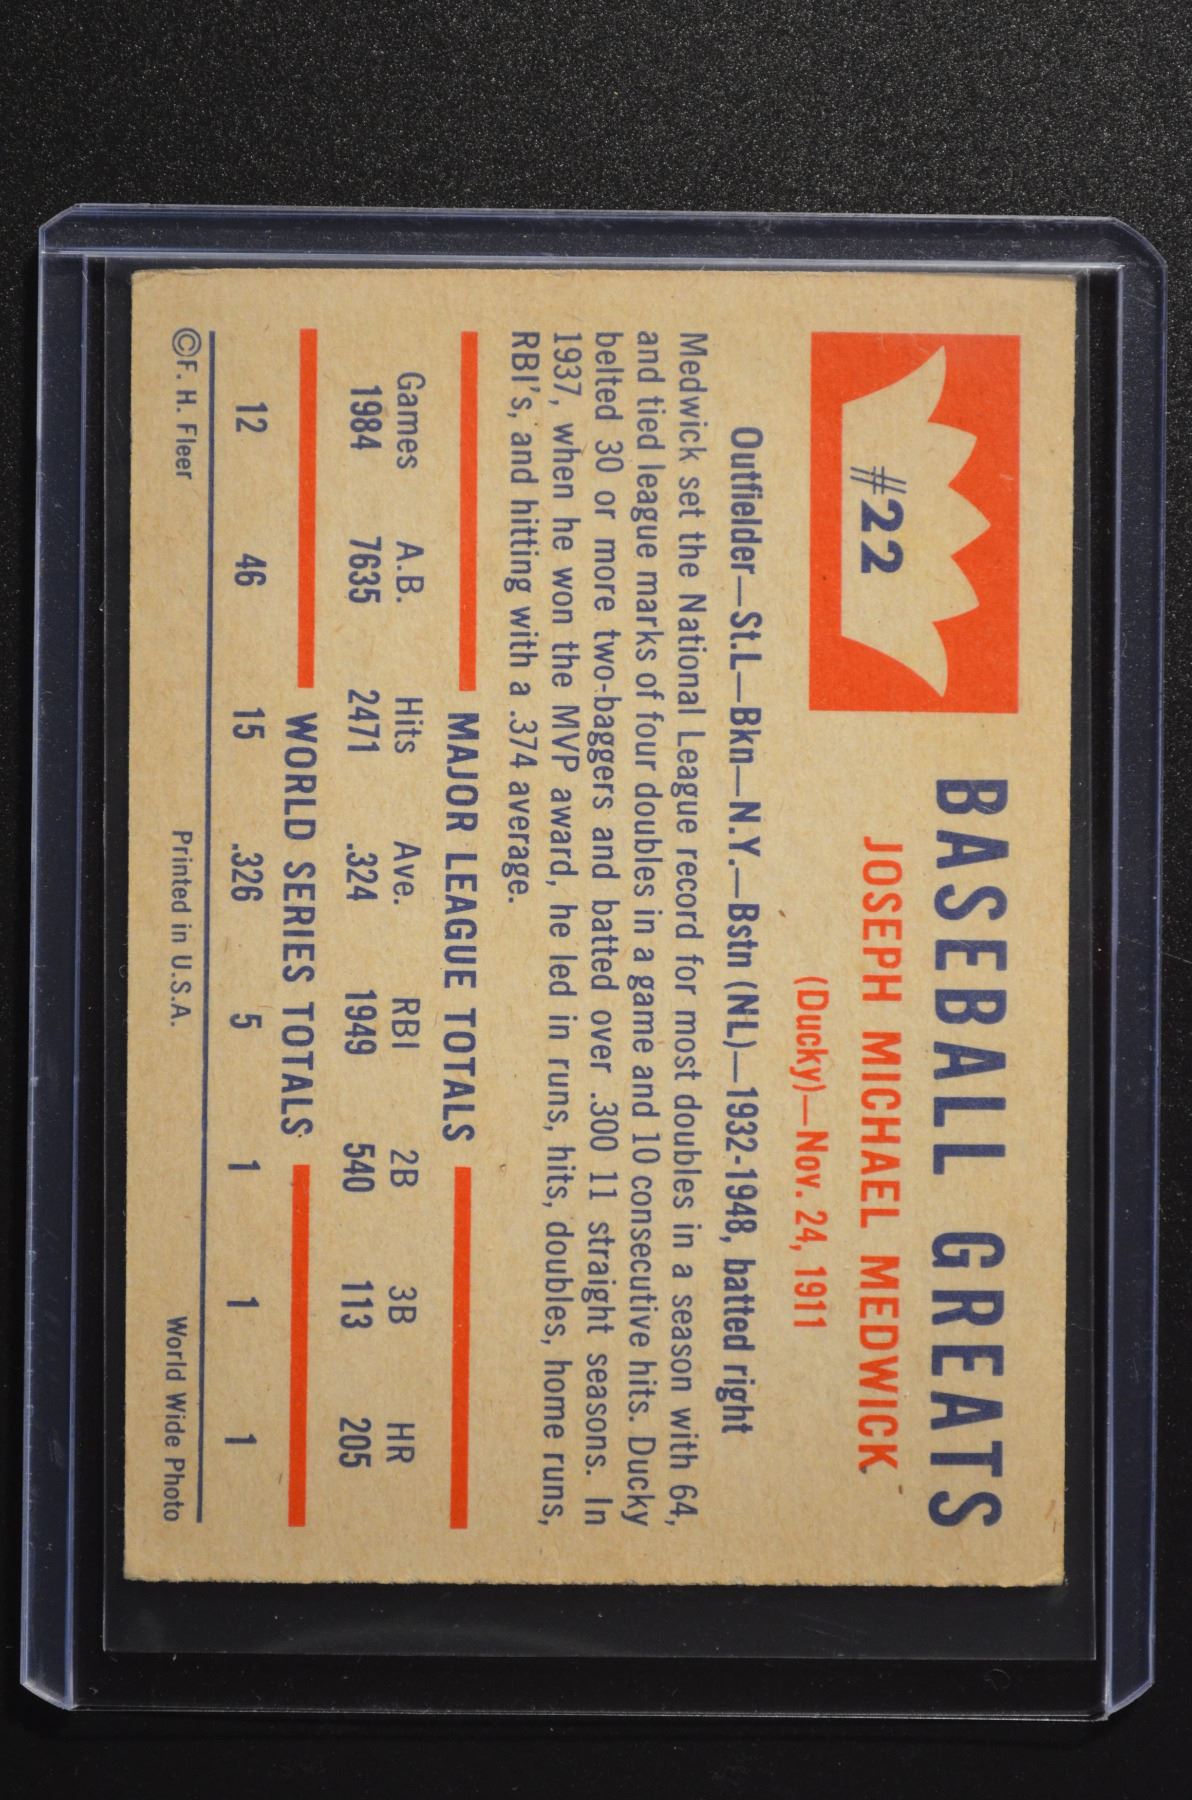 #22
BASEBALL GREATS
JOSEPH MICHAEL MEDWICK
(Ducky)—Nov. 24, 1911
Outfielder—St.L—Bkn—N.Y.—Bstn (NL)—1932-1948, batted right
Medwick set the National League record for most doubles in a season with 64,
and tied league marks of four doubles in a game and 10 consecutive hits. Ducky
belted 30 or more two-baggers and batted over .300 11 straight seasons. In
1937, when he won the MVP award, he led in runs, hits, doubles, home runs,
RBI's, and hitting with a .374 average.
MAJOR LEAGUE TOTALS
Games A.B. Hits Ave. RBI 2B 3B HR
1984 7635 2471 .324 1949 540 113 205
WORLD SERIES TOTALS
12 46 15 .326 5 1 1 1
©F. H. Fleer Printed in U.S.A. World Wide Photo